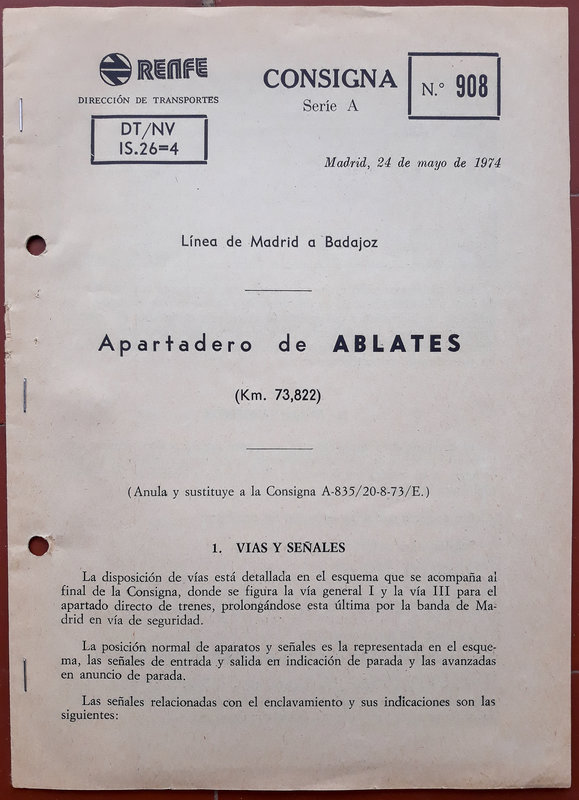 RENFE
DIRECCIÓN DE TRANSPORTES
DT/NV
IS.26=4
CONSIGNA
Serie A
N.° 908
Madrid, 24 de mayo de 1974
Línea de Madrid a Badajoz
Apartadero de ABLATES
(Km. 73,822)
(Anula y sustituye a la Consigna A-835/20-8-73/E.)
1. VIAS Y SEÑALES
La disposición de vías está detallada en el esquema que se acompaña al
final de la Consigna, donde se figura la vía general I y la vía III para el
apartado directo de trenes, prolongándose esta última por la banda de Ma-
drid en vía de seguridad.
La posición normal de aparatos y señales es la representada en el esque-
ma, las señales de entrada y salida en indicación de parada y las avanzadas
en anuncio de parada.
Las señales relacionadas con el enclavamiento y sus indicaciones son las
siguientes: